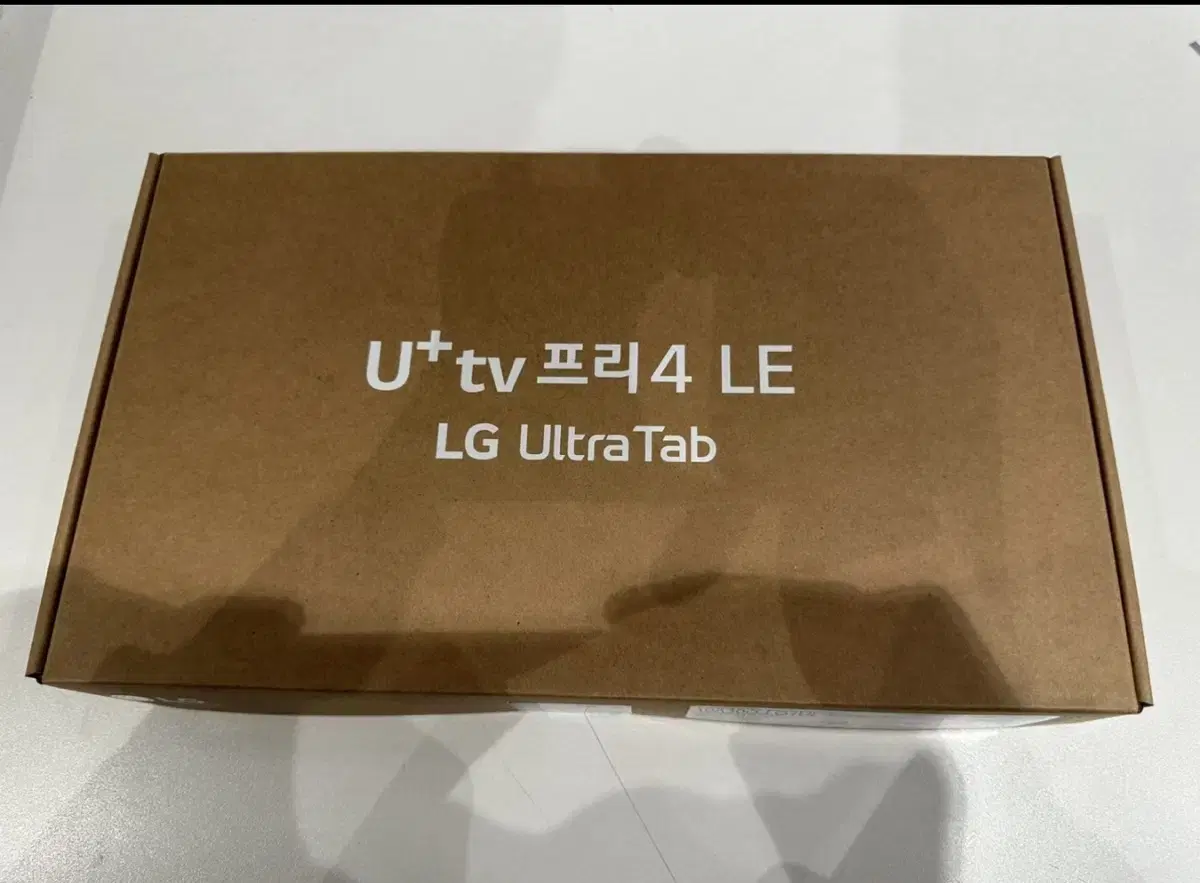 U+tv 프리4 LE
LG UltraTab